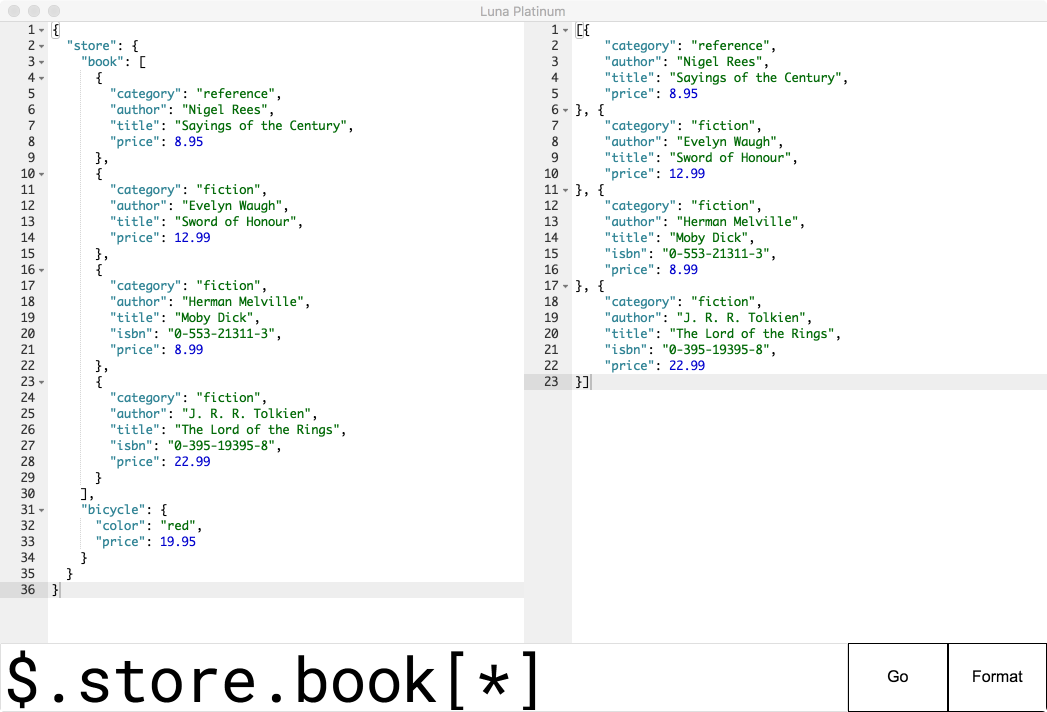 Luna Platinum
1 {
2 "store": {
3 "book": [
4 {
5 "category": "reference",
6 "author": "Nigel Rees",
7 "title": "Sayings of the Century",
8 "price": 8.95
9 },
10 {
11 "category": "fiction",
12 "author": "Evelyn Waugh",
13 "title": "Sword of Honour",
14 "price": 12.99
15 },
16 {
17 "category": "fiction",
18 "author": "Herman Melville",
19 "title": "Moby Dick",
20 "isbn": "0-553-21311-3",
21 "price": 8.99
22 },
23 {
24 "category": "fiction",
25 "author": "J. R. R. Tolkien",
26 "title": "The Lord of the Rings",
27 "isbn": "0-395-19395-8",
28 "price": 22.99
29 }
30 ],
31 "bicycle": {
32 "color": "red",
33 "price": 19.95
34 }
35 }
36 }
1 [{
2 "category": "reference",
3 "author": "Nigel Rees",
4 "title": "Sayings of the Century",
5 "price": 8.95
6 }, {
7 "category": "fiction",
8 "author": "Evelyn Waugh",
9 "title": "Sword of Honour",
10 "price": 12.99
11 }, {
12 "category": "fiction",
13 "author": "Herman Melville",
14 "title": "Moby Dick",
15 "isbn": "0-553-21311-3",
16 "price": 8.99
17 }, {
18 "category": "fiction",
19 "author": "J. R. R. Tolkien",
20 "title": "The Lord of the Rings",
21 "isbn": "0-395-19395-8",
22 "price": 22.99
23 }]
$.store.book[*]
Go
Format